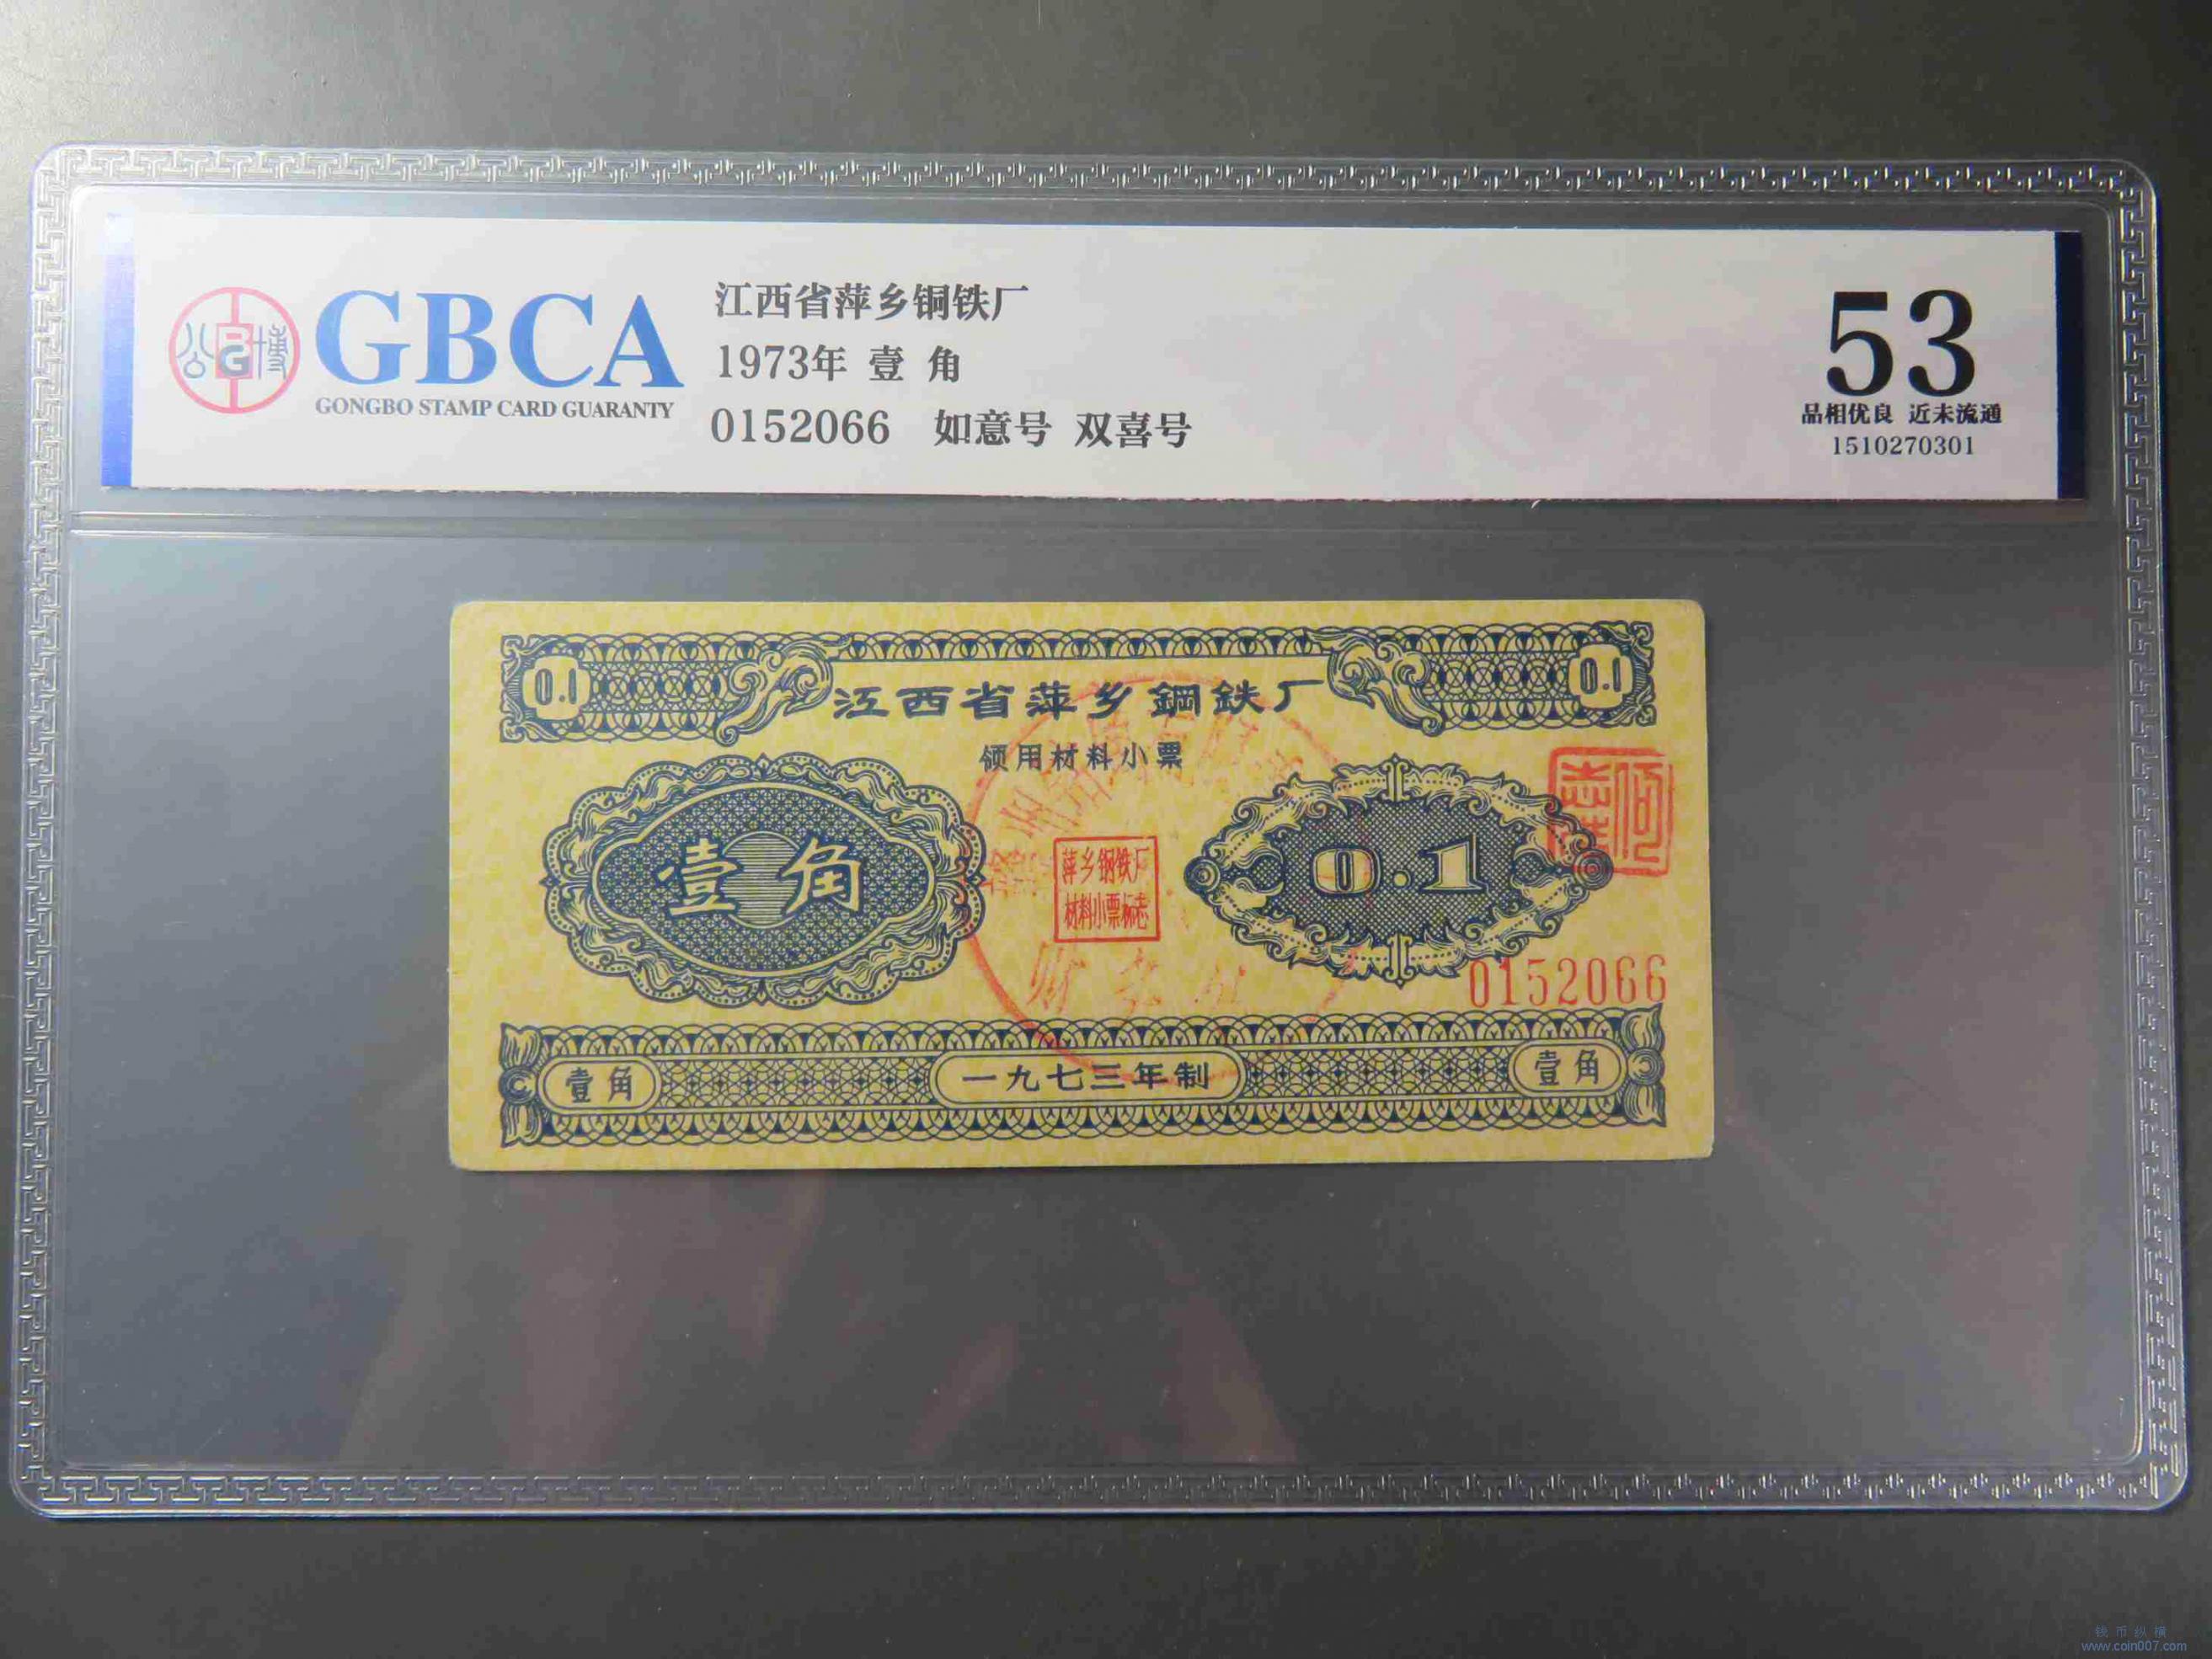 公博
GBCA
GONGBO STAMP CARD GUARANTY
江西省萍乡铜铁厂
1973年 壹 角
0152066 如意号 双喜号
53
品相优良 近未流通
1510270301
0.1
0.1
江西省萍乡鋼鉄厂
领用材料小票
壹角
萍乡钢铁厂
材料小票标志
0.1
0152066
壹角
一九七三年制
壹角
钱币纵横
www.coin007.com